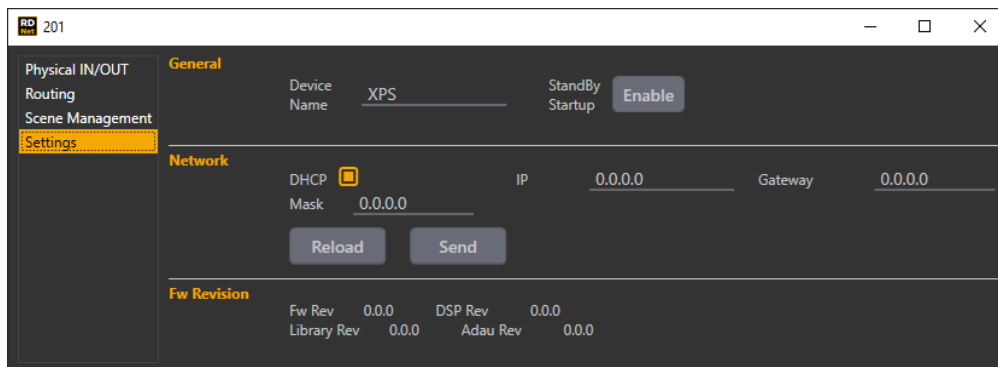 RD Net 201
Physical IN/OUT
Routing
Scene Management
Settings
General
Device Name XPS StandBy Startup Enable
Network
DHCP IP 0.0.0.0 Gateway 0.0.0.0
Mask 0.0.0.0
Reload Send
Fw Revision
Fw Rev 0.0.0 DSP Rev 0.0.0
Library Rev 0.0.0 Adau Rev 0.0.0